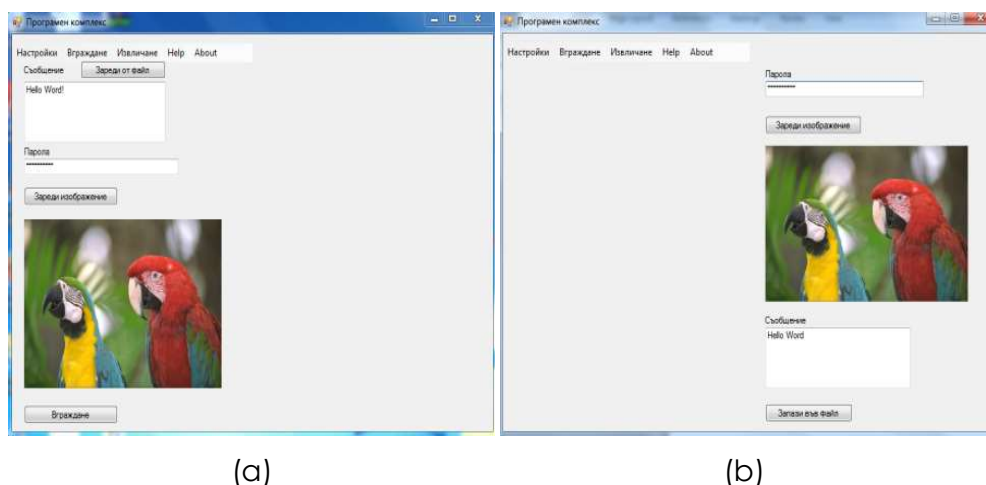 Програмен комплекс
Настройки Вграждане Извличане Help About
Съобщение Зареди от файл
Hello Word!
Парола
**********
Зареди изображение
Вграждане
(a)
Програмен комплекс
Настройки Вграждане Извличане Help About
Парола
**********
Зареди изображение
Съобщение
Hello Word
Запази във файл
(b)